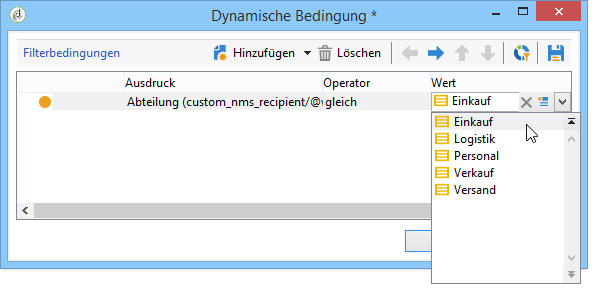 Dynamische Bedingung *
Filterbedingungen Hinzufügen Löschen
Ausdruck Operator Wert
Abteilung (custom_nms_recipient/@ gleich Einkauf
Einkauf
Logistik
Personal
Verkauf
Versand